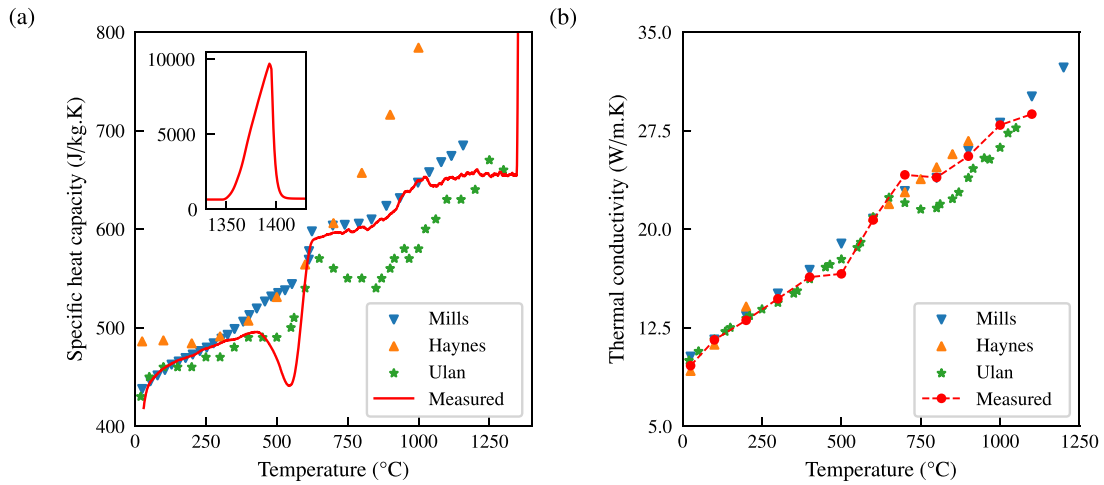 (a)
800
700
600
500
400
Specific heat capacity (J/kg.K)
10000
5000
0
1350 1400
Mills
Haynes
Ulan
Measured
0 250 500 750 1000 1250
Temperature (°C)
(b)
35.0
27.5
20.0
12.5
5.0
Thermal conductivity (W/m.K)
Mills
Haynes
Ulan
Measured
0 250 500 750 1000 1250
Temperature (°C)